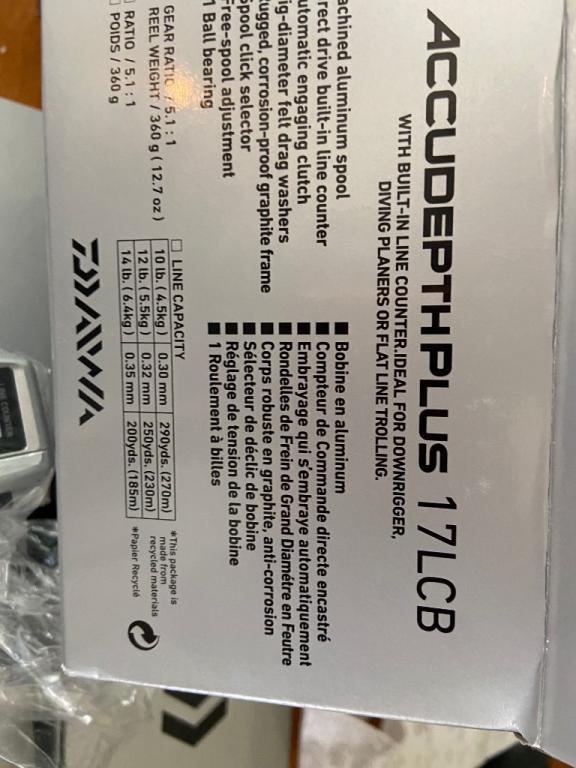 ACCUDEPTH PLUS 17LCB
WITH BUILT-IN LINE COUNTER.IDEAL FOR DOWNRIGGER,
DIVING PLANERS OR FLAT LINE TROLLING.
achined aluminum spool
rect drive built-in line counter
utomatic engaging clutch
ig-diameter felt drag washers
ugged, corrosion-proof graphite frame
pool click selector
ree-spool adjustment
1 Ball bearing
■ Bobine en aluminum
■ Compteur de Commande directe encastré
■ Embrayage qui s'embraye automatiquement
■ Rondelles de Frein de Grand Diamétre en Feutre
■ Corps robuste en graphite, anti-corrosion
■ Sélecteur de déclic de bobine
■ Réglage de tension de la bobine
■ 1 Roulement à billes
GEAR RATIO / 5.1 : 1
REEL WEIGHT / 360 g ( 12.7 oz )
RATIO / 5.1 : 1
POIDS / 360 g
□ LINE CAPACITY
10 lb. ( 4.5kg ) 0.30 mm 290yds. (270m)
12 lb. ( 5.5kg ) 0.32 mm 250yds. (230m)
14 lb. ( 6.4kg ) 0.35 mm 200yds. (185m)
*This package is
made from
recycled materials
*Papier Recyclé
DAIWA
LINE COUNTER